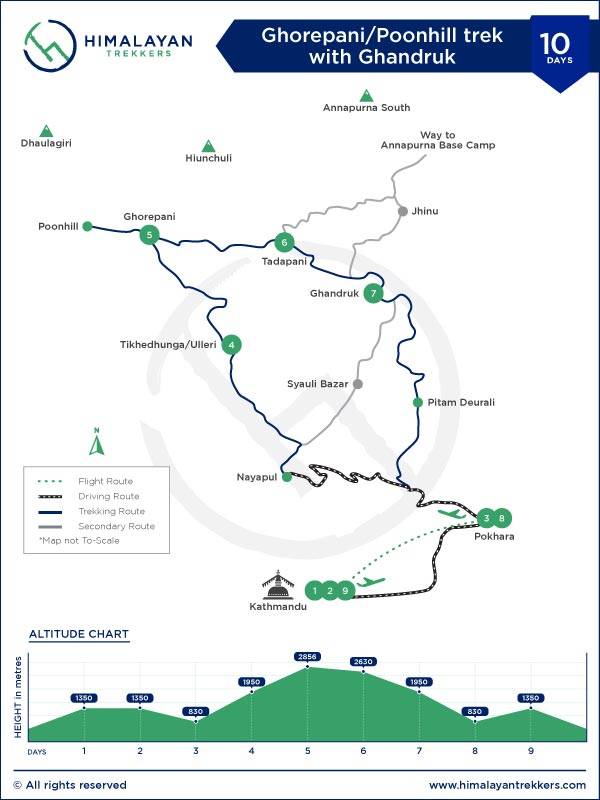 HIMALAYAN
TREKKERS
Ghorepani/Poonhill trek
with Ghandruk
10
DAYS
Annapurna South
Dhaulagiri
Hiunchuli
Way to
Annapurna Base Camp
Jhinu
Ghorepani
Poonhill
5
6
Tadapani
Ghandruk
7
Tikhedhunga/Ulleri
4
Syauli Bazar
Pitam Deurali
N
Nayapul
Flight Route
Driving Route
Trekking Route
Secondary Route
*Map not To-Scale
3 8
Pokhara
1 2 9
Kathmandu
ALTITUDE CHART
HEIGHT in metres
1350
1350
830
1950
2856
2630
1950
830
1350
DAYS 1 2 3 4 5 6 7 8 9
© All rights reserved
www.himalayantrekkers.com